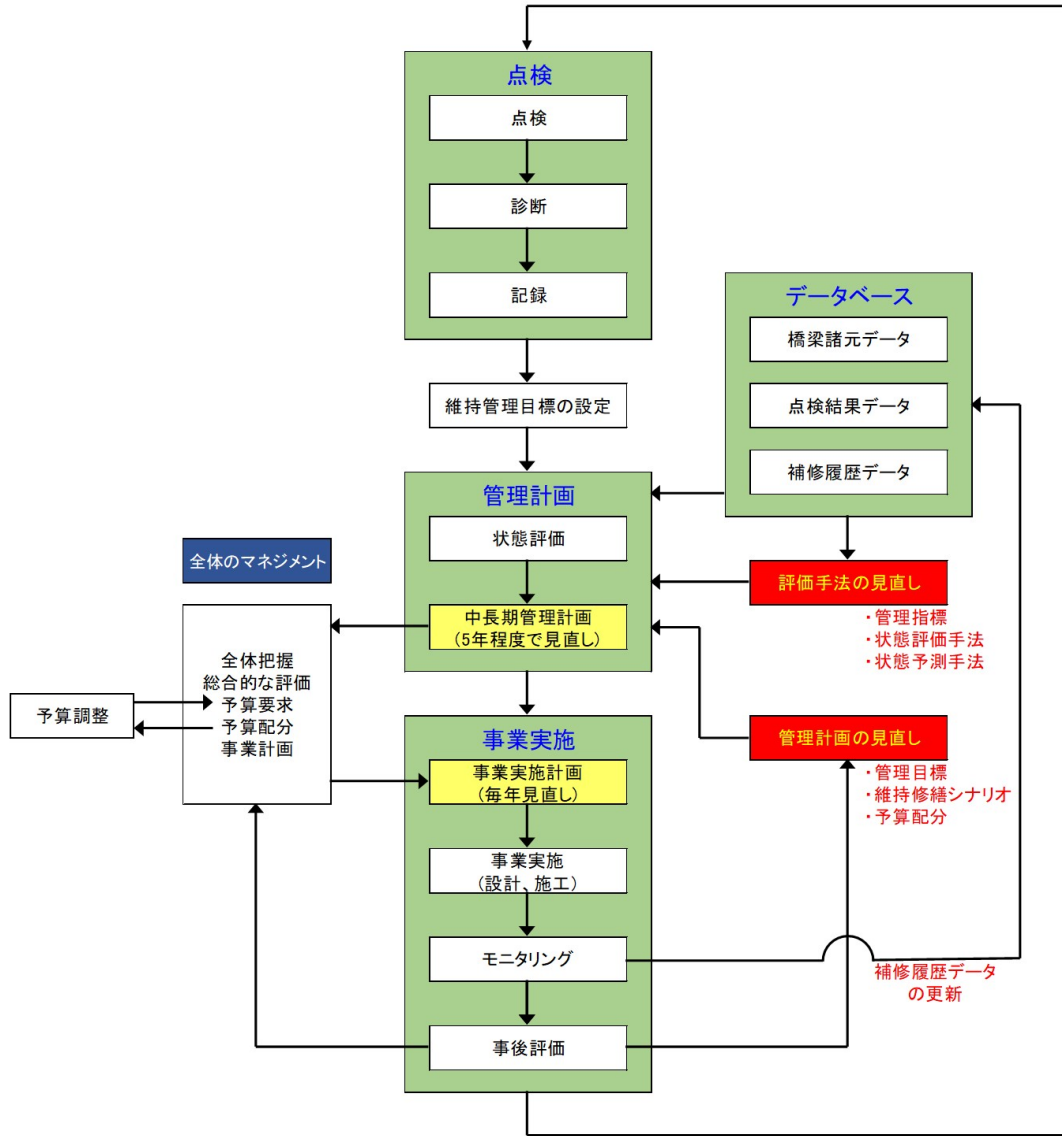 点検
点検
診断
記録
維持管理目標の設定
データベース
橋梁諸元データ
点検結果データ
補修履歴データ
管理計画
状態評価
中長期管理計画
(5年程度で見直し)
評価手法の見直し
・管理指標
・状態評価手法
・状態予測手法
全体のマネジメント
全体把握
総合的な評価
予算要求
予算配分
事業計画
予算調整
管理計画の見直し
・管理目標
・維持修繕シナリオ
・予算配分
事業実施
事業実施計画
(毎年見直し)
事業実施
(設計、施工)
モニタリング
補修履歴データ
の更新
事後評価